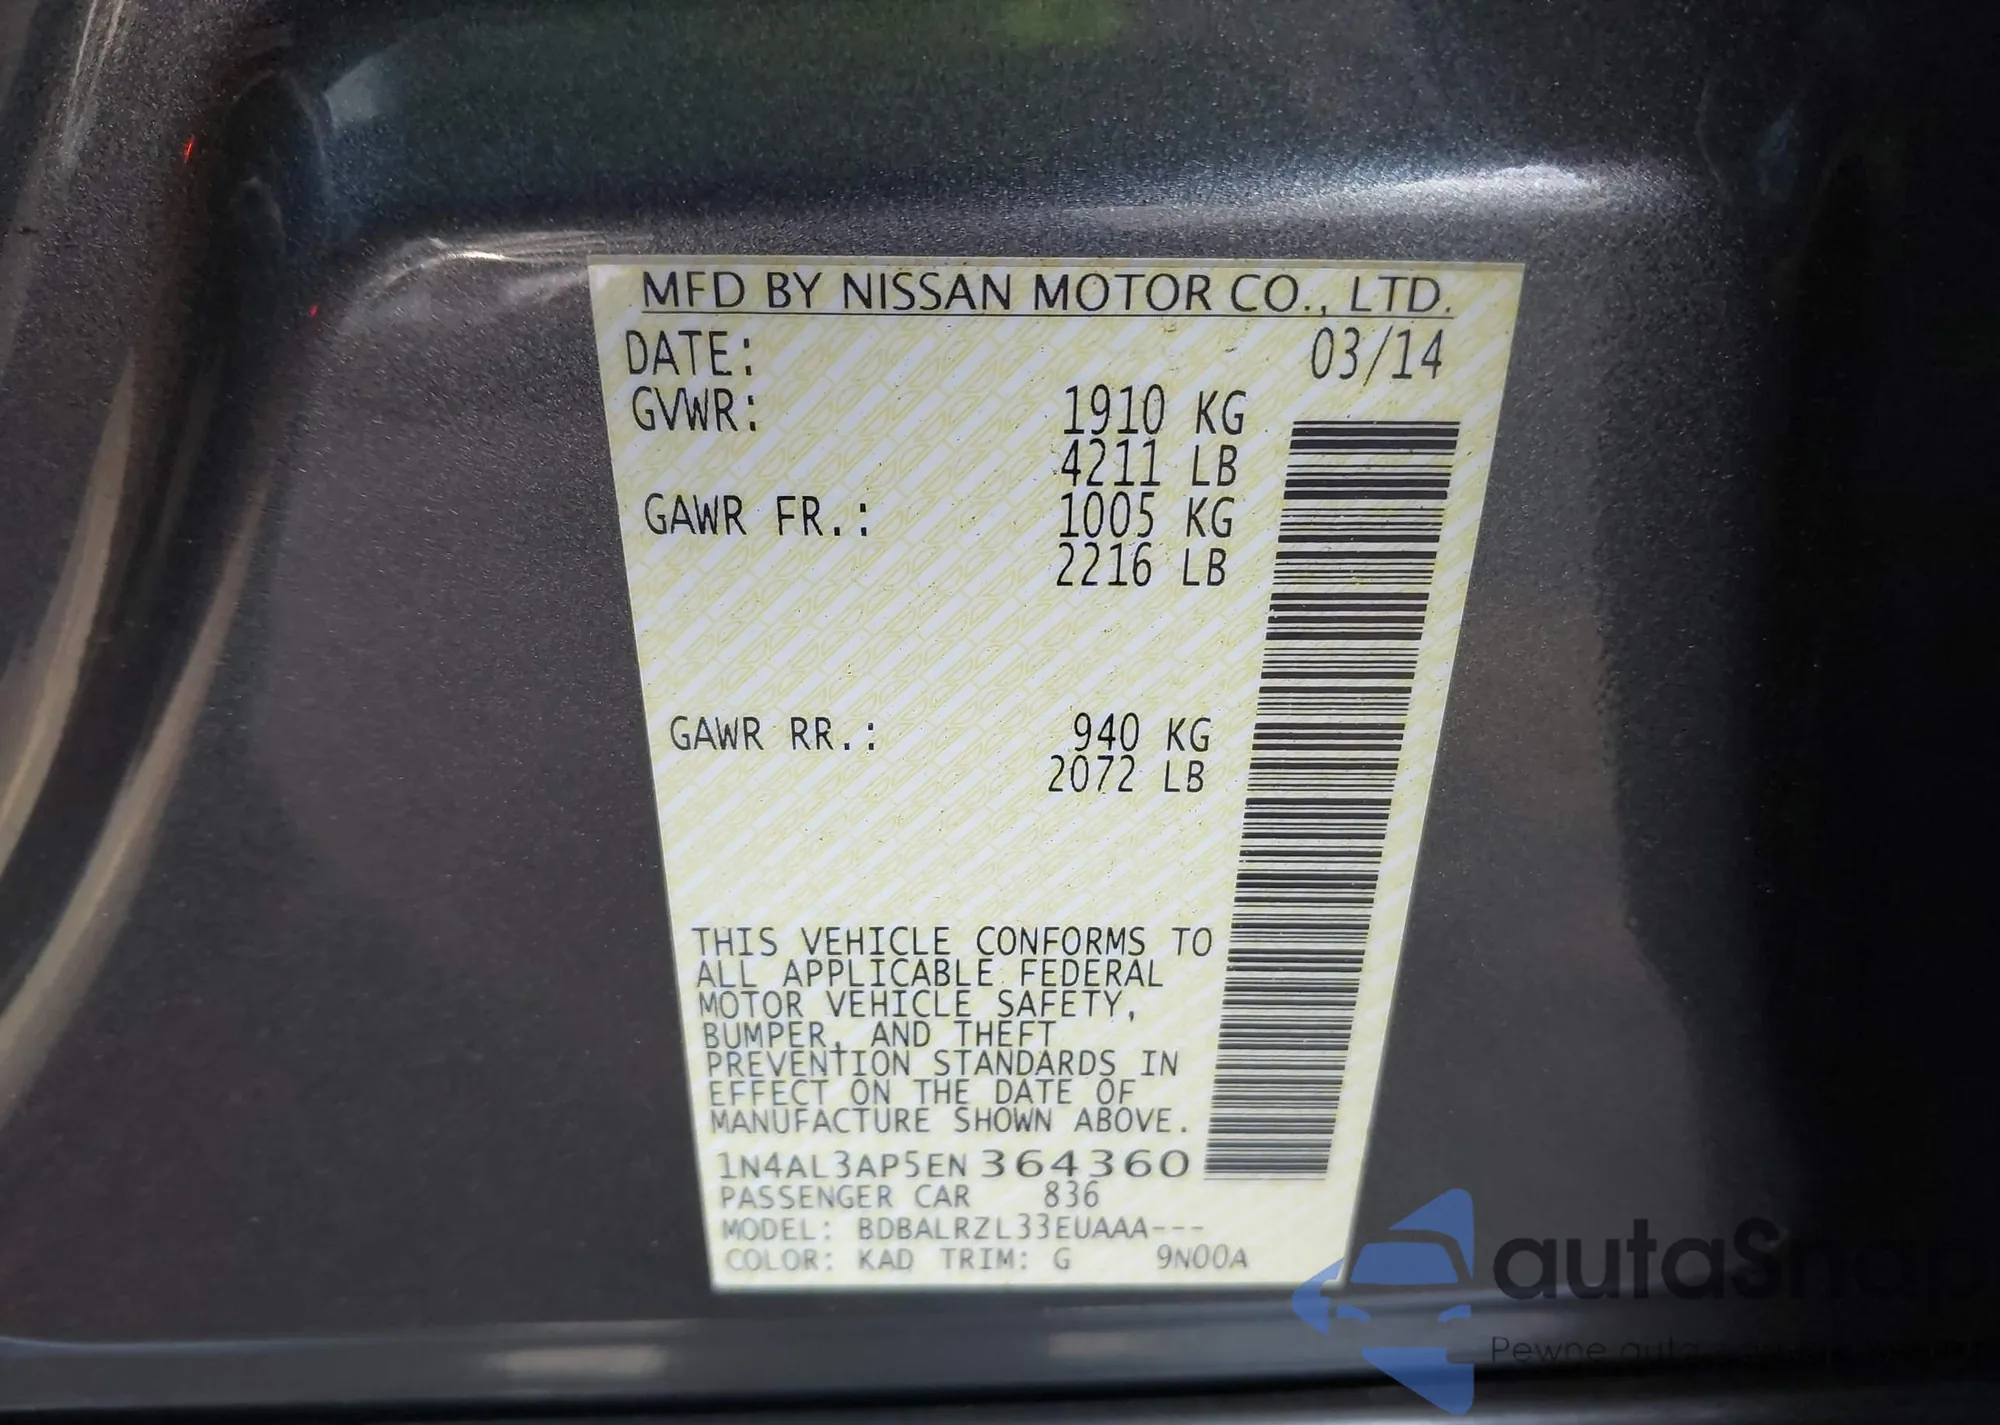 MFD BY NISSAN MOTOR CO., LTD.
DATE: 03/14
GVWR: 1910 KG
4211 LB
GAWR FR.: 1005 KG
2216 LB
GAWR RR.: 940 KG
2072 LB
THIS VEHICLE CONFORMS TO
ALL APPLICABLE FEDERAL
MOTOR VEHICLE SAFETY,
BUMPER, AND THEFT
PREVENTION STANDARDS IN
EFFECT ON THE DATE OF
MANUFACTURE SHOWN ABOVE.
1N4AL3AP5EN364360
PASSENGER CAR 836
MODEL: BDBALRZL33EUAAA---
COLOR: KAD TRIM: G 9N00A
autaSnap
Pewne auta